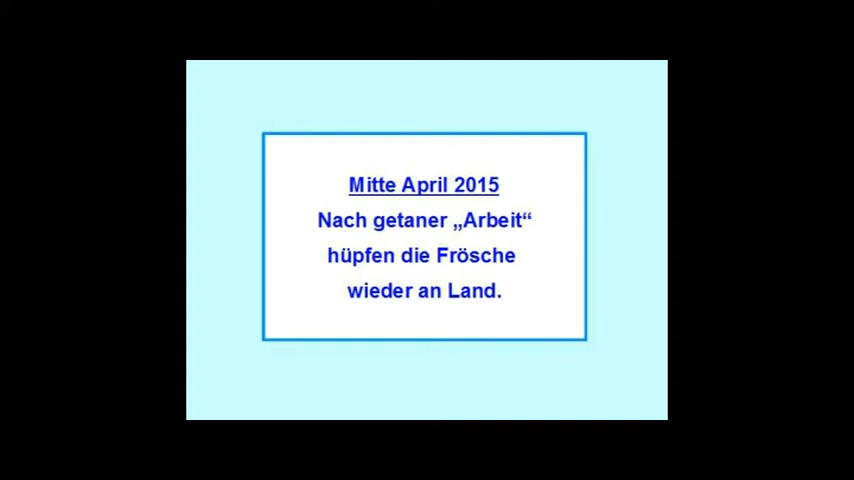 Mitte April 2015
Nach getaner „Arbeit“
hüpfen die Frösche
wieder an Land.